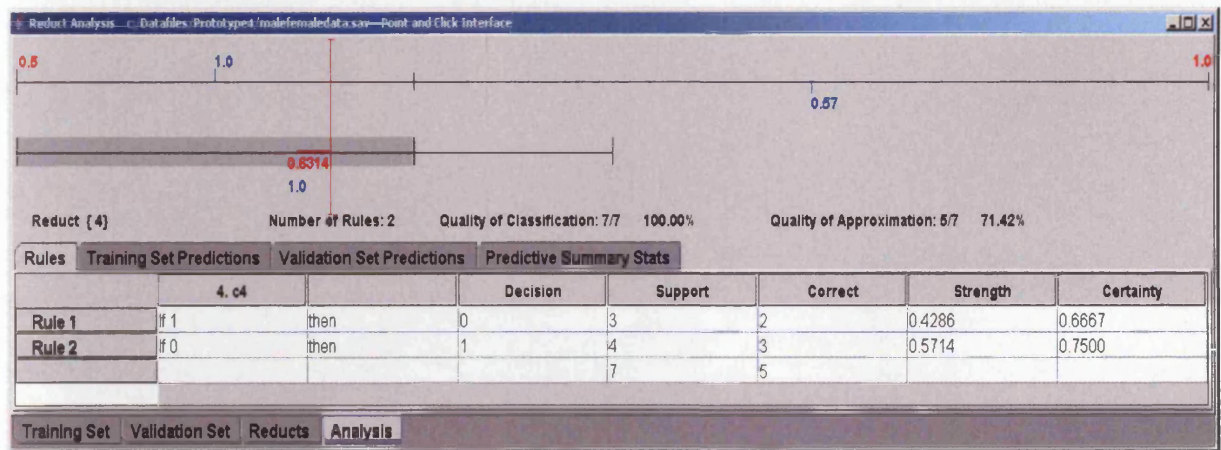 Reduct Analysis Datafiles/Prototype4/malefemaledata.sav—Point and Click Interface
0.5 1.0 1.0
0.57
0.6314
1.0
Reduct {4} Number of Rules: 2 Quality of Classification: 7/7 100.00% Quality of Approximation: 5/7 71.42%
Rules Training Set Predictions Validation Set Predictions Predictive Summary Stats
4. c4 Decision Support Correct Strength Certainty
Rule 1 If 1 then 0 3 2 0.4286 0.6667
Rule 2 If 0 then 1 4 3 0.5714 0.7500
7 5
Training Set Validation Set Reducts Analysis